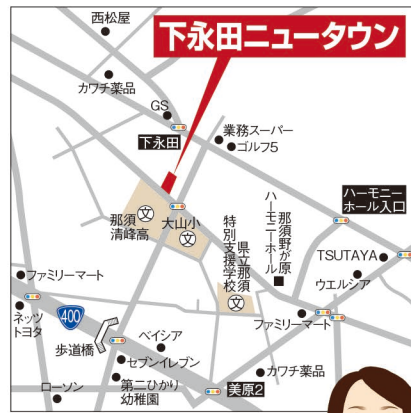 西松屋
下永田ニュータウン
カワチ薬品
GS
下永田
業務スーパー
ゴルフ5
ハーモニー
ホール入口
那須
清峰高
文
大山小
文
県立那須
特別支援学校
文
那須野が原
ハーモニーホール
TSUTAYA
ウエルシア
ファミリーマート
ファミリーマート
ネッツ
トヨタ
400
歩道橋
ベイシア
セブンイレブン
カワチ薬品
ローソン
第二ひかり
幼稚園
美原2